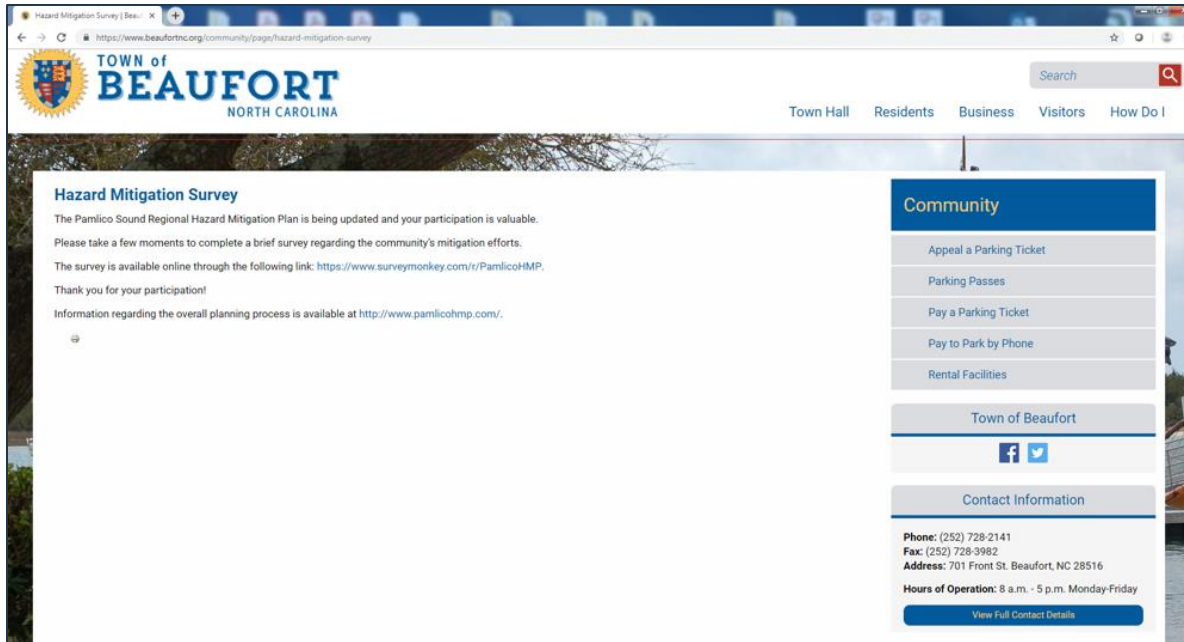 Hazard Mitigation Survey | Beau
https://www.beaufortnc.org/community/page/hazard-mitigation-survey
TOWN of
BEAUFORT
NORTH CAROLINA
Search
Town Hall Residents Business Visitors How Do I
Hazard Mitigation Survey
The Pamlico Sound Regional Hazard Mitigation Plan is being updated and your participation is valuable.
Please take a few moments to complete a brief survey regarding the community's mitigation efforts.
The survey is available online through the following link: https://www.surveymonkey.com/r/PamlicoHMP.
Thank you for your participation!
Information regarding the overall planning process is available at http://www.pamlicohmp.com/.
Community
Appeal a Parking Ticket
Parking Passes
Pay a Parking Ticket
Pay to Park by Phone
Rental Facilities
Town of Beaufort
Contact Information
Phone: (252) 728-2141
Fax: (252) 728-3982
Address: 701 Front St. Beaufort, NC 28516
Hours of Operation: 8 a.m. - 5 p.m. Monday-Friday
View Full Contact Details